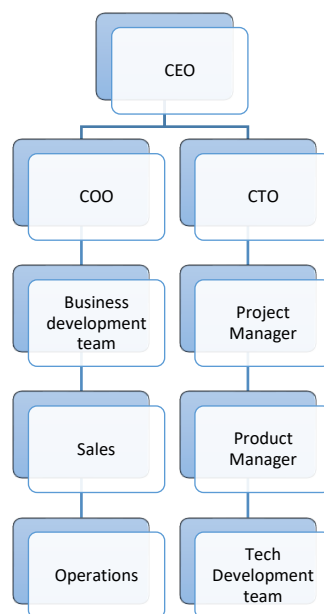 CEO
COO
CTO
Business
development
team
Project
Manager
Sales
Product
Manager
Operations
Tech
Development
team